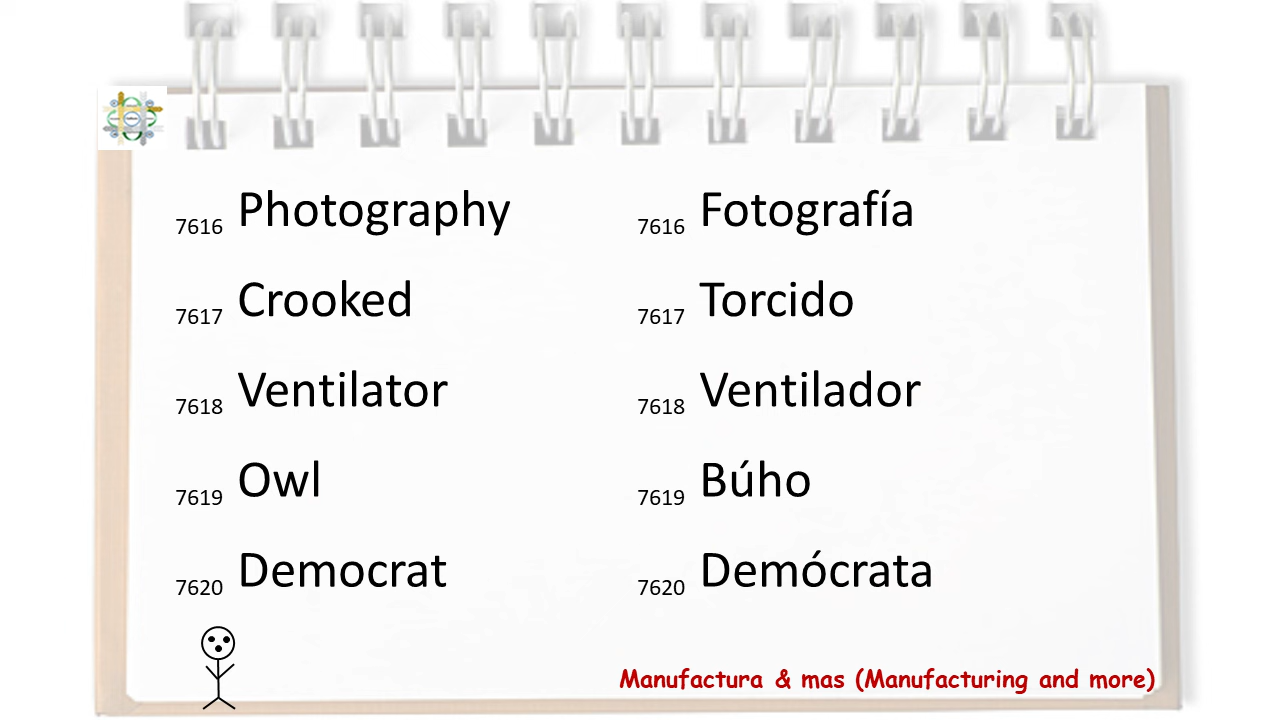 7616 Photography 7616 Fotografía
7617 Crooked 7617 Torcido
7618 Ventilator 7618 Ventilador
7619 Owl 7619 Búho
7620 Democrat 7620 Demócrata
Manufactura & mas (Manufacturing and more)